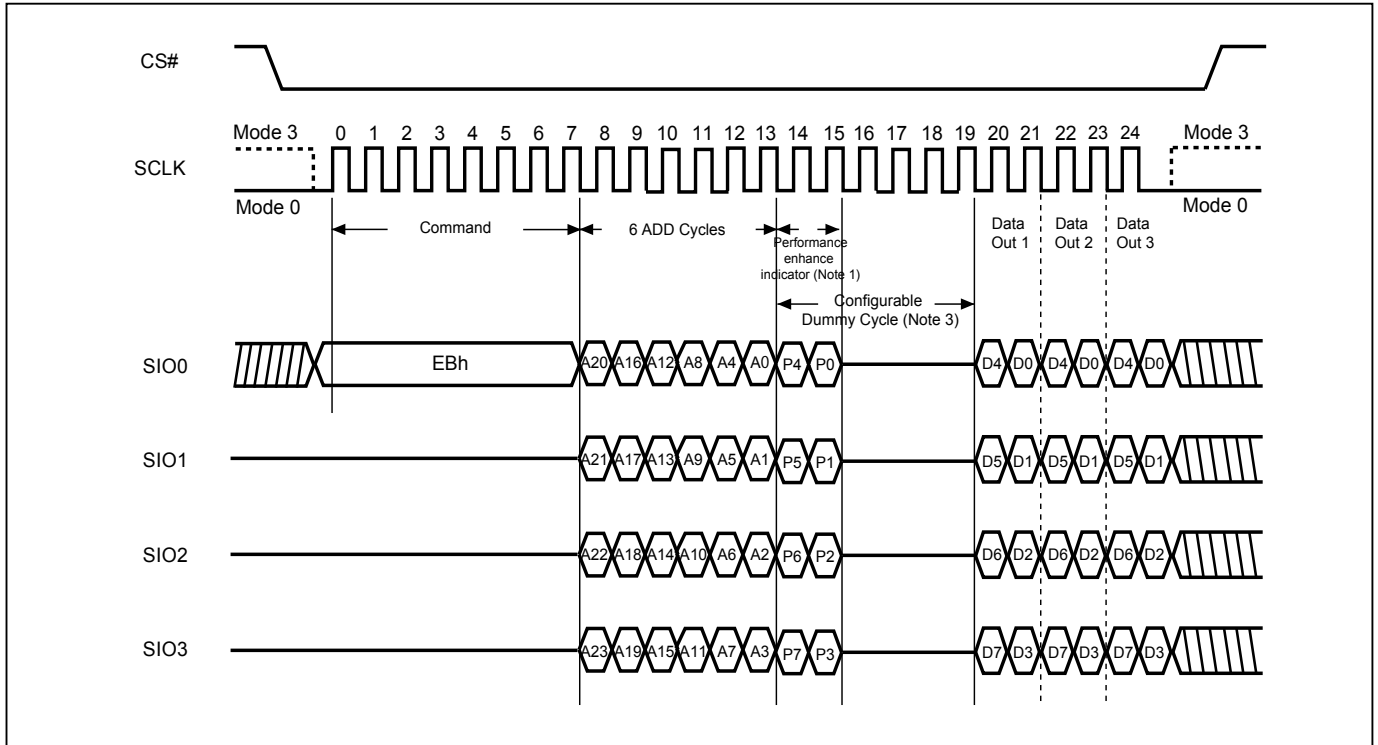 CS#
Mode 3 0 1 2 3 4 5 6 7 8 9 10 11 12 13 14 15 16 17 18 19 20 21 22 23 24 Mode 3
SCLK
Mode 0 Mode 0
Command 6 ADD Cycles Data Out 1 Data Out 2 Data Out 3
Performance
enhance
indicator (Note 1)
Configurable
Dummy Cycle (Note 3)
SIO0 EBh A20 A16 A12 A8 A4 A0 P4 P0 D4 D0 D4 D0 D4 D0
SIO1 A21 A17 A13 A9 A5 A1 P5 P1 D5 D1 D5 D1 D5 D1
SIO2 A22 A18 A14 A10 A6 A2 P6 P2 D6 D2 D6 D2 D6 D2
SIO3 A23 A19 A15 A11 A7 A3 P7 P3 D7 D3 D7 D3 D7 D3